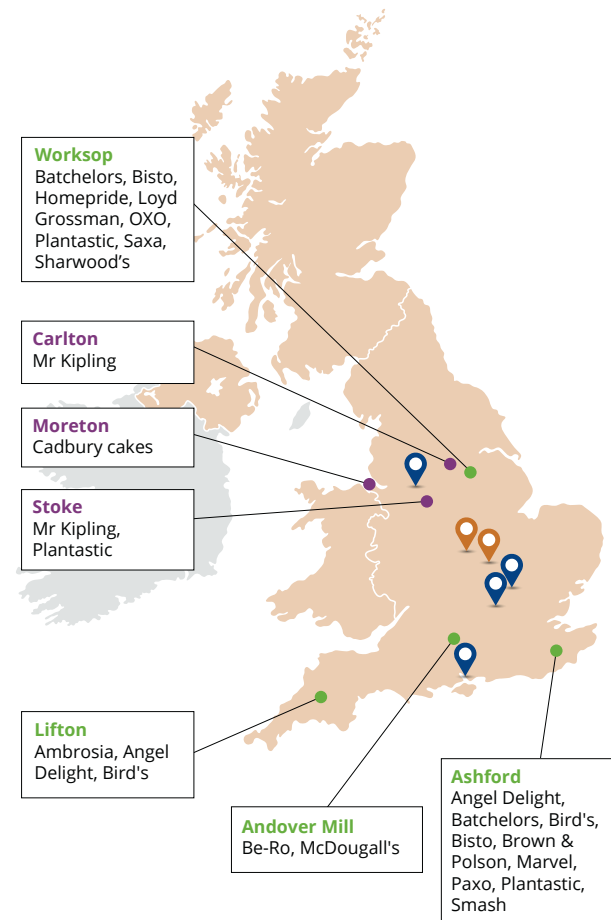 Worksop
Batchelors, Bisto,
Homepride, Loyd
Grossman, OXO,
Plantastic, Saxa,
Sharwood’s
Carlton
Mr Kipling
Moreton
Cadbury cakes
Stoke
Mr Kipling,
Plantastic
Lifton
Ambrosia, Angel
Delight, Bird's
Andover Mill
Be-Ro, McDougall's
Ashford
Angel Delight,
Batchelors, Bird's,
Bisto, Brown &
Polson, Marvel,
Paxo, Plantastic,
Smash